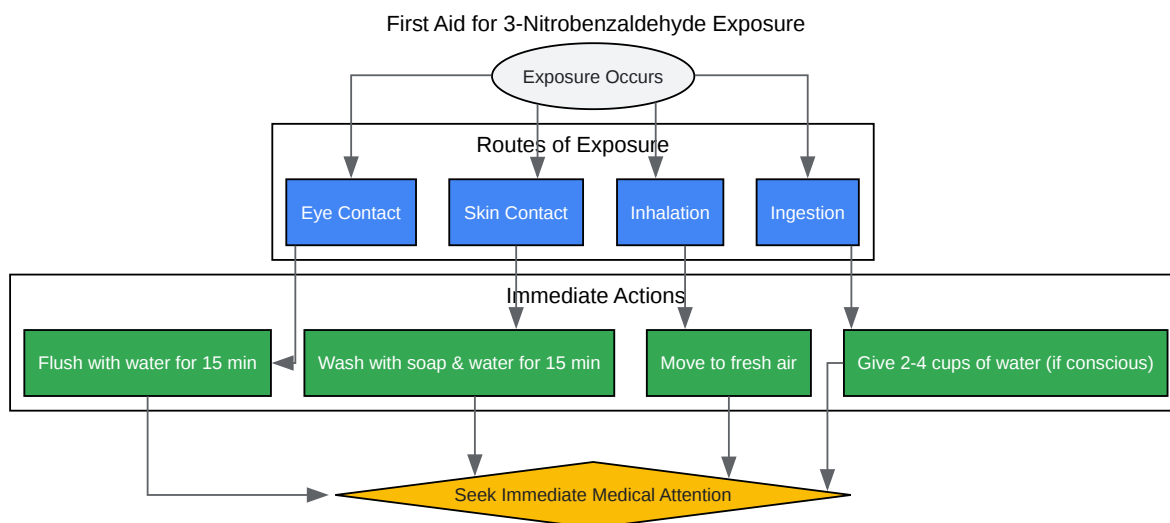 First Aid for 3-Nitrobenzaldehyde Exposure
Exposure Occurs
Routes of Exposure
Eye Contact
Skin Contact
Inhalation
Ingestion
Immediate Actions
Flush with water for 15 min
Wash with soap & water for 15 min
Move to fresh air
Give 2-4 cups of water (if conscious)
Seek Immediate Medical Attention